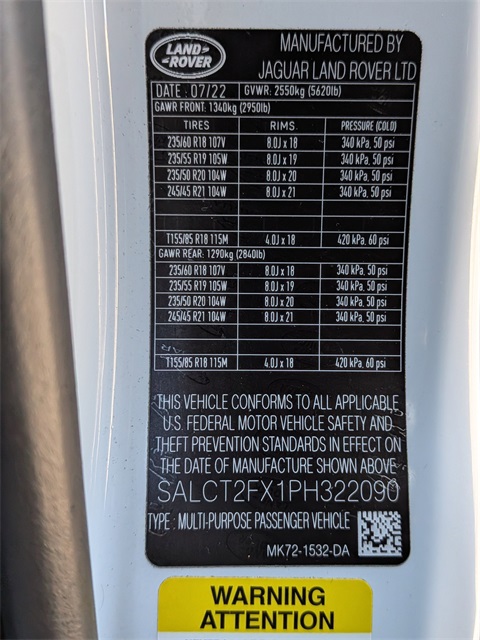 LAND ROVER
MANUFACTURED BY
JAGUAR LAND ROVER LTD
DATE : 07/22 GVWR: 2550kg (5620lb)
GAWR FRONT: 1340kg (2950lb)
TIRES RIMS PRESSURE (COLD)
235/60 R18 107V 8.0J x 18 340 kPa, 50 psi
235/55 R19 105W 8.0J x 19 340 kPa, 50 psi
235/50 R20 104W 8.0J x 20 340 kPa, 50 psi
245/45 R21 104W 8.0J x 21 340 kPa, 50 psi
T155/85 R18 115M 4.0J x 18 420 kPa, 60 psi
GAWR REAR: 1290kg (2840lb)
235/60 R18 107V 8.0J x 18 340 kPa, 50 psi
235/55 R19 105W 8.0J x 19 340 kPa, 50 psi
235/50 R20 104W 8.0J x 20 340 kPa, 50 psi
245/45 R21 104W 8.0J x 21 340 kPa, 50 psi
T155/85 R18 115M 4.0J x 18 420 kPa, 60 psi
THIS VEHICLE CONFORMS TO ALL APPLICABLE
U.S. FEDERAL MOTOR VEHICLE SAFETY AND
THEFT PREVENTION STANDARDS IN EFFECT ON
THE DATE OF MANUFACTURE SHOWN ABOVE
SALCT2FX1PH322090
TYPE : MULTI-PURPOSE PASSENGER VEHICLE
MK72-1532-DA
WARNING
ATTENTION